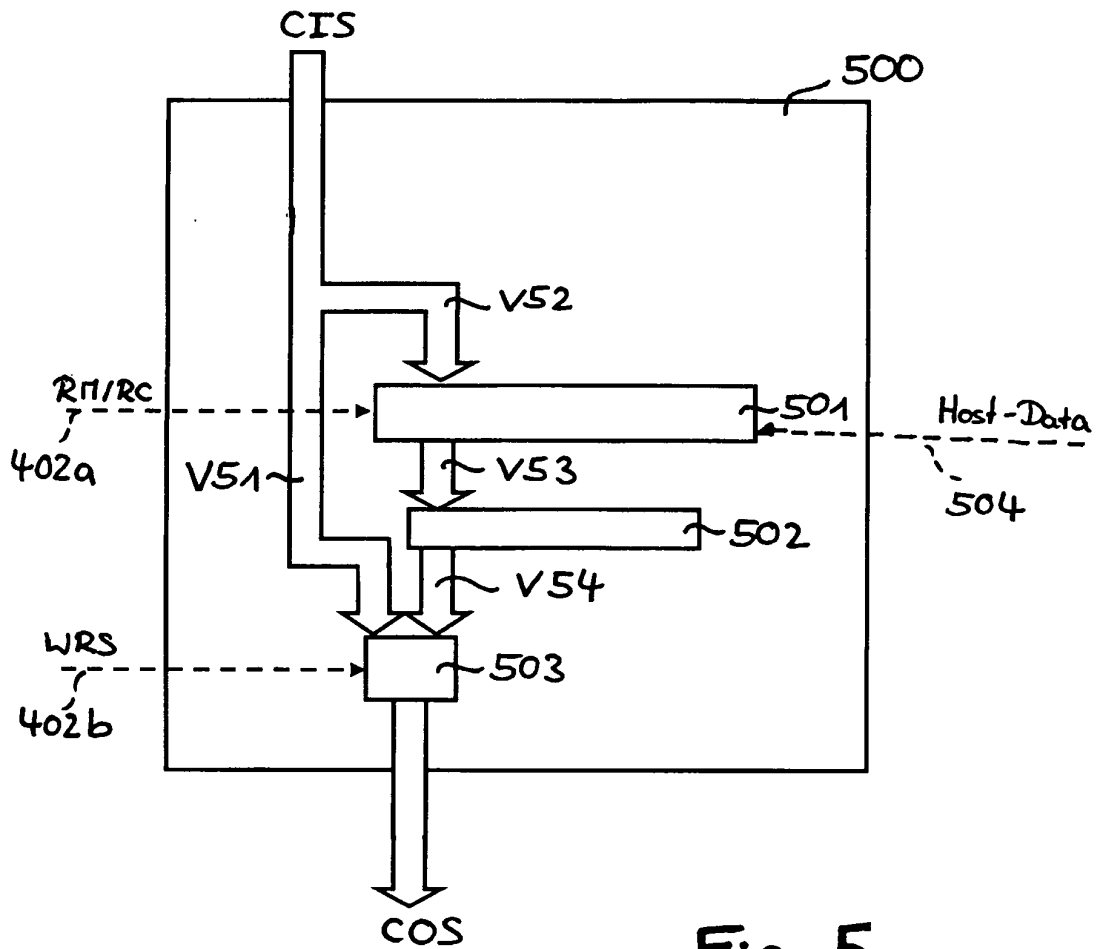 CIS
500
V52
RM/RC
501
Host-Data
402a
V51
V53
504
502
V54
WRS
503
402b
COS
Fig. 5